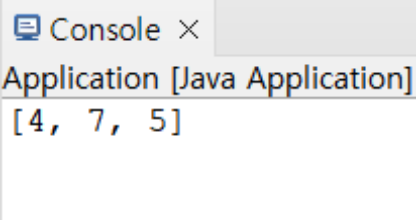 Console
Application [Java Application]
[4, 7, 5]